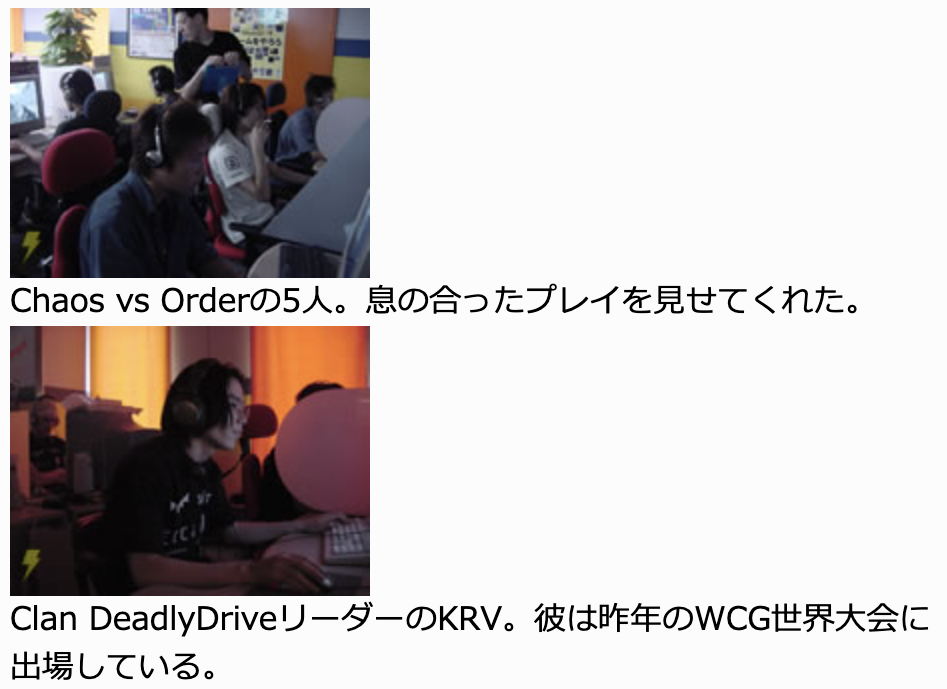 Chaos vs Orderの5人。息の合ったプレイを見せてくれた。
Clan DeadlyDriveリーダーのKRV。彼は昨年のWCG世界大会に
出場している。